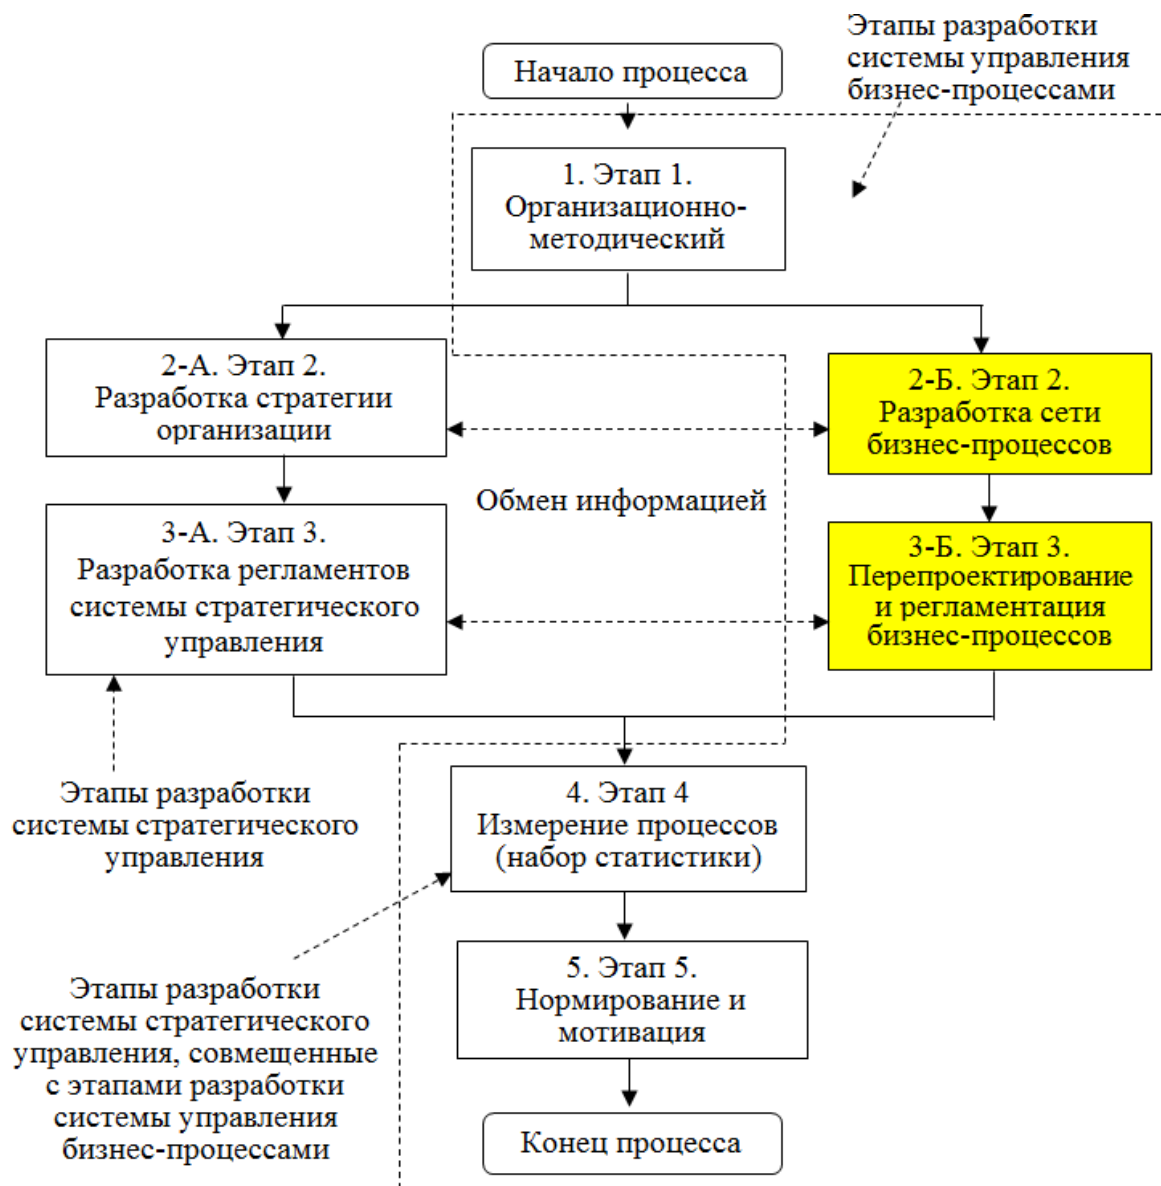 Этапы разработки
системы управления
бизнес-процессами
Начало процесса
1. Этап 1.
Организационно-
методический
2-А. Этап 2.
Разработка стратегии
организации
2-Б. Этап 2.
Разработка сети
бизнес-процессов
Обмен информацией
3-А. Этап 3.
Разработка регламентов
системы стратегического
управления
3-Б. Этап 3.
Перепроектирование
и регламентация
бизнес-процессов
Этапы разработки
системы стратегического
управления
4. Этап 4
Измерение процессов
(набор статистики)
5. Этап 5.
Нормирование и
мотивация
Этапы разработки
системы стратегического
управления, совмещенные
с этапами разработки
системы управления
бизнес-процессами
Конец процесса